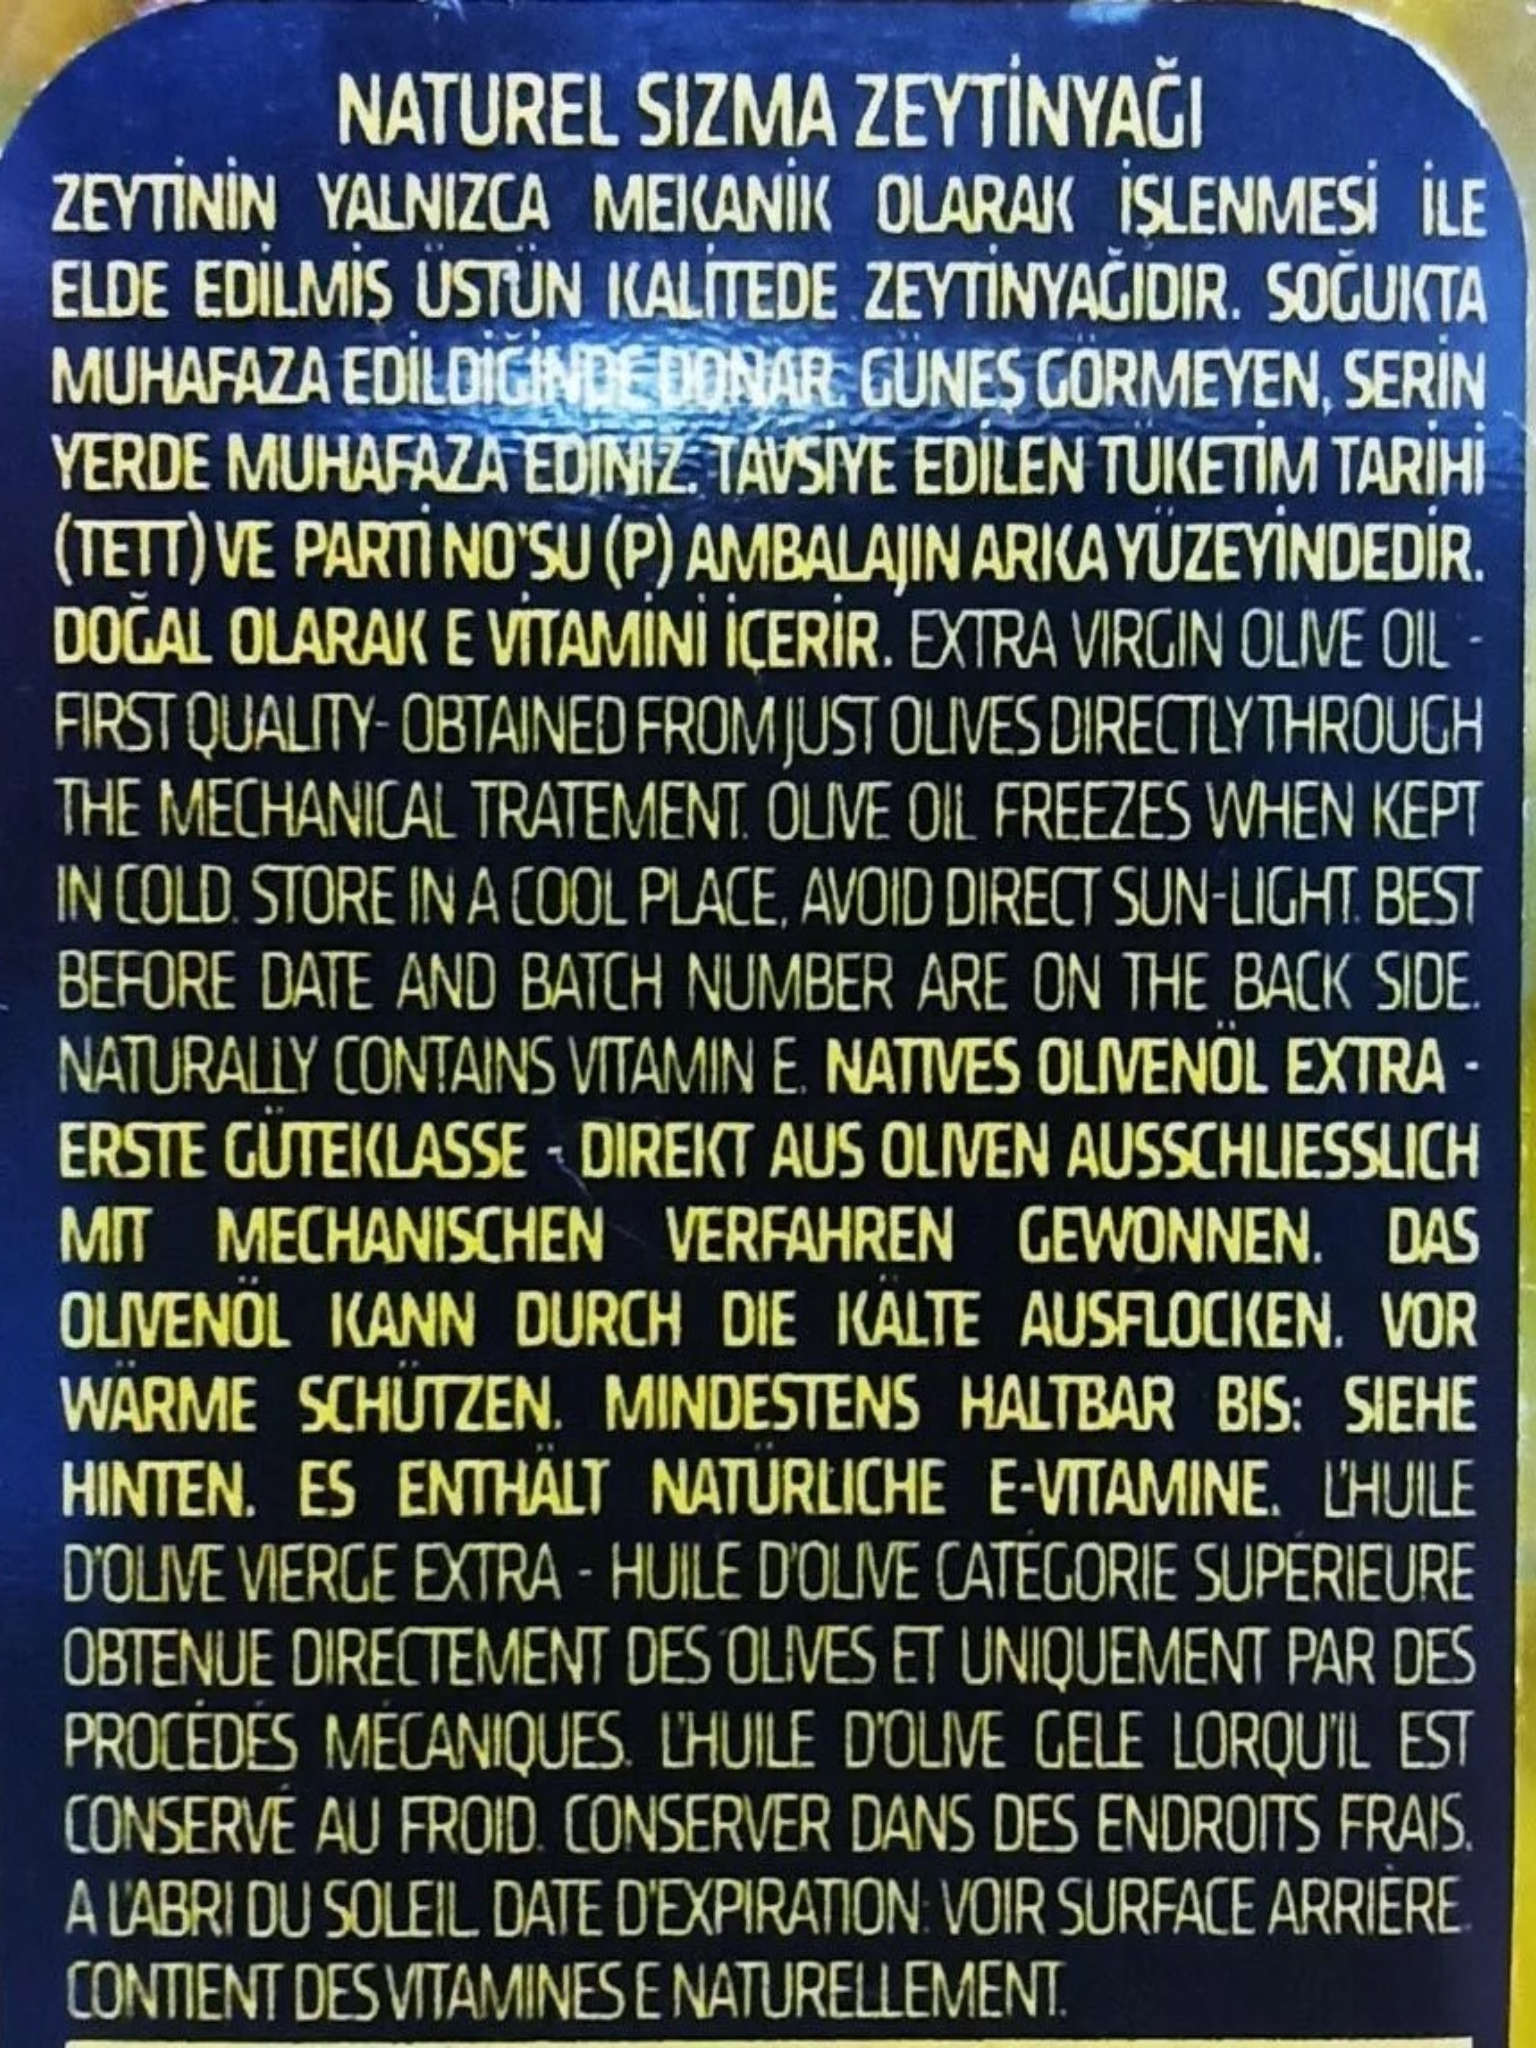 NATUREL SIZMA ZEYTİNYAĞI
ZEYTİNİN YALNIZCA MEKANİK OLARAK İŞLENMESİ İLE
ELDE EDİLMİŞ ÜSTÜN KALİTEDE ZEYTİNYAĞIDIR. SOĞUKTA
MUHAFAZA EDİLDİĞİNDE DONAR. GÜNEŞ GÖRMEYEN, SERİN
YERDE MUHAFAZA EDİNİZ. TAVSİYE EDİLEN TÜKETİM TARİHİ
(TETT) VE PARTİ NO'SU (P) AMBALAJIN ARKA YÜZEYİNDEDİR.
DOĞAL OLARAK E VİTAMİNİ İÇERİR. EXTRA VIRGIN OLIVE OIL -
FIRST QUALITY- OBTAINED FROM JUST OLIVES DIRECTLY THROUGH
THE MECHANICAL TRATEMENT. OLIVE OIL FREEZES WHEN KEPT
IN COLD. STORE IN A COOL PLACE, AVOID DIRECT SUN-LIGHT. BEST
BEFORE DATE AND BATCH NUMBER ARE ON THE BACK SIDE.
NATURALLY CONTAINS VITAMIN E. NATIVES OLIVENÖL EXTRA -
ERSTE GÜTEKLASSE - DIREKT AUS OLIVEN AUSSCHLIESSLICH
MIT MECHANISCHEN VERFAHREN GEWONNEN. DAS
OLIVENÖL KANN DURCH DIE KÄLTE AUSFLOCKEN. VOR
WÄRME SCHÜTZEN. MINDESTENS HALTBAR BIS: SIEHE
HINTEN. ES ENTHÄLT NATÜRLICHE E-VITAMINE. L'HUILE
D'OLIVE VIERGE EXTRA - HUILE D'OLIVE CATÉGORIE SUPÉRIEURE
OBTENUE DIRECTEMENT DES OLIVES ET UNIQUEMENT PAR DES
PROCÉDÉS MÉCANIQUES. L'HUILE D'OLIVE GELE LORQU'IL EST
CONSERVÉ AU FROID. CONSERVER DANS DES ENDROITS FRAIS.
A L'ABRI DU SOLEIL. DATE D'EXPIRATION: VOIR SURFACE ARRIÈRE.
CONTIENT DES VITAMINES E NATURELLEMENT.